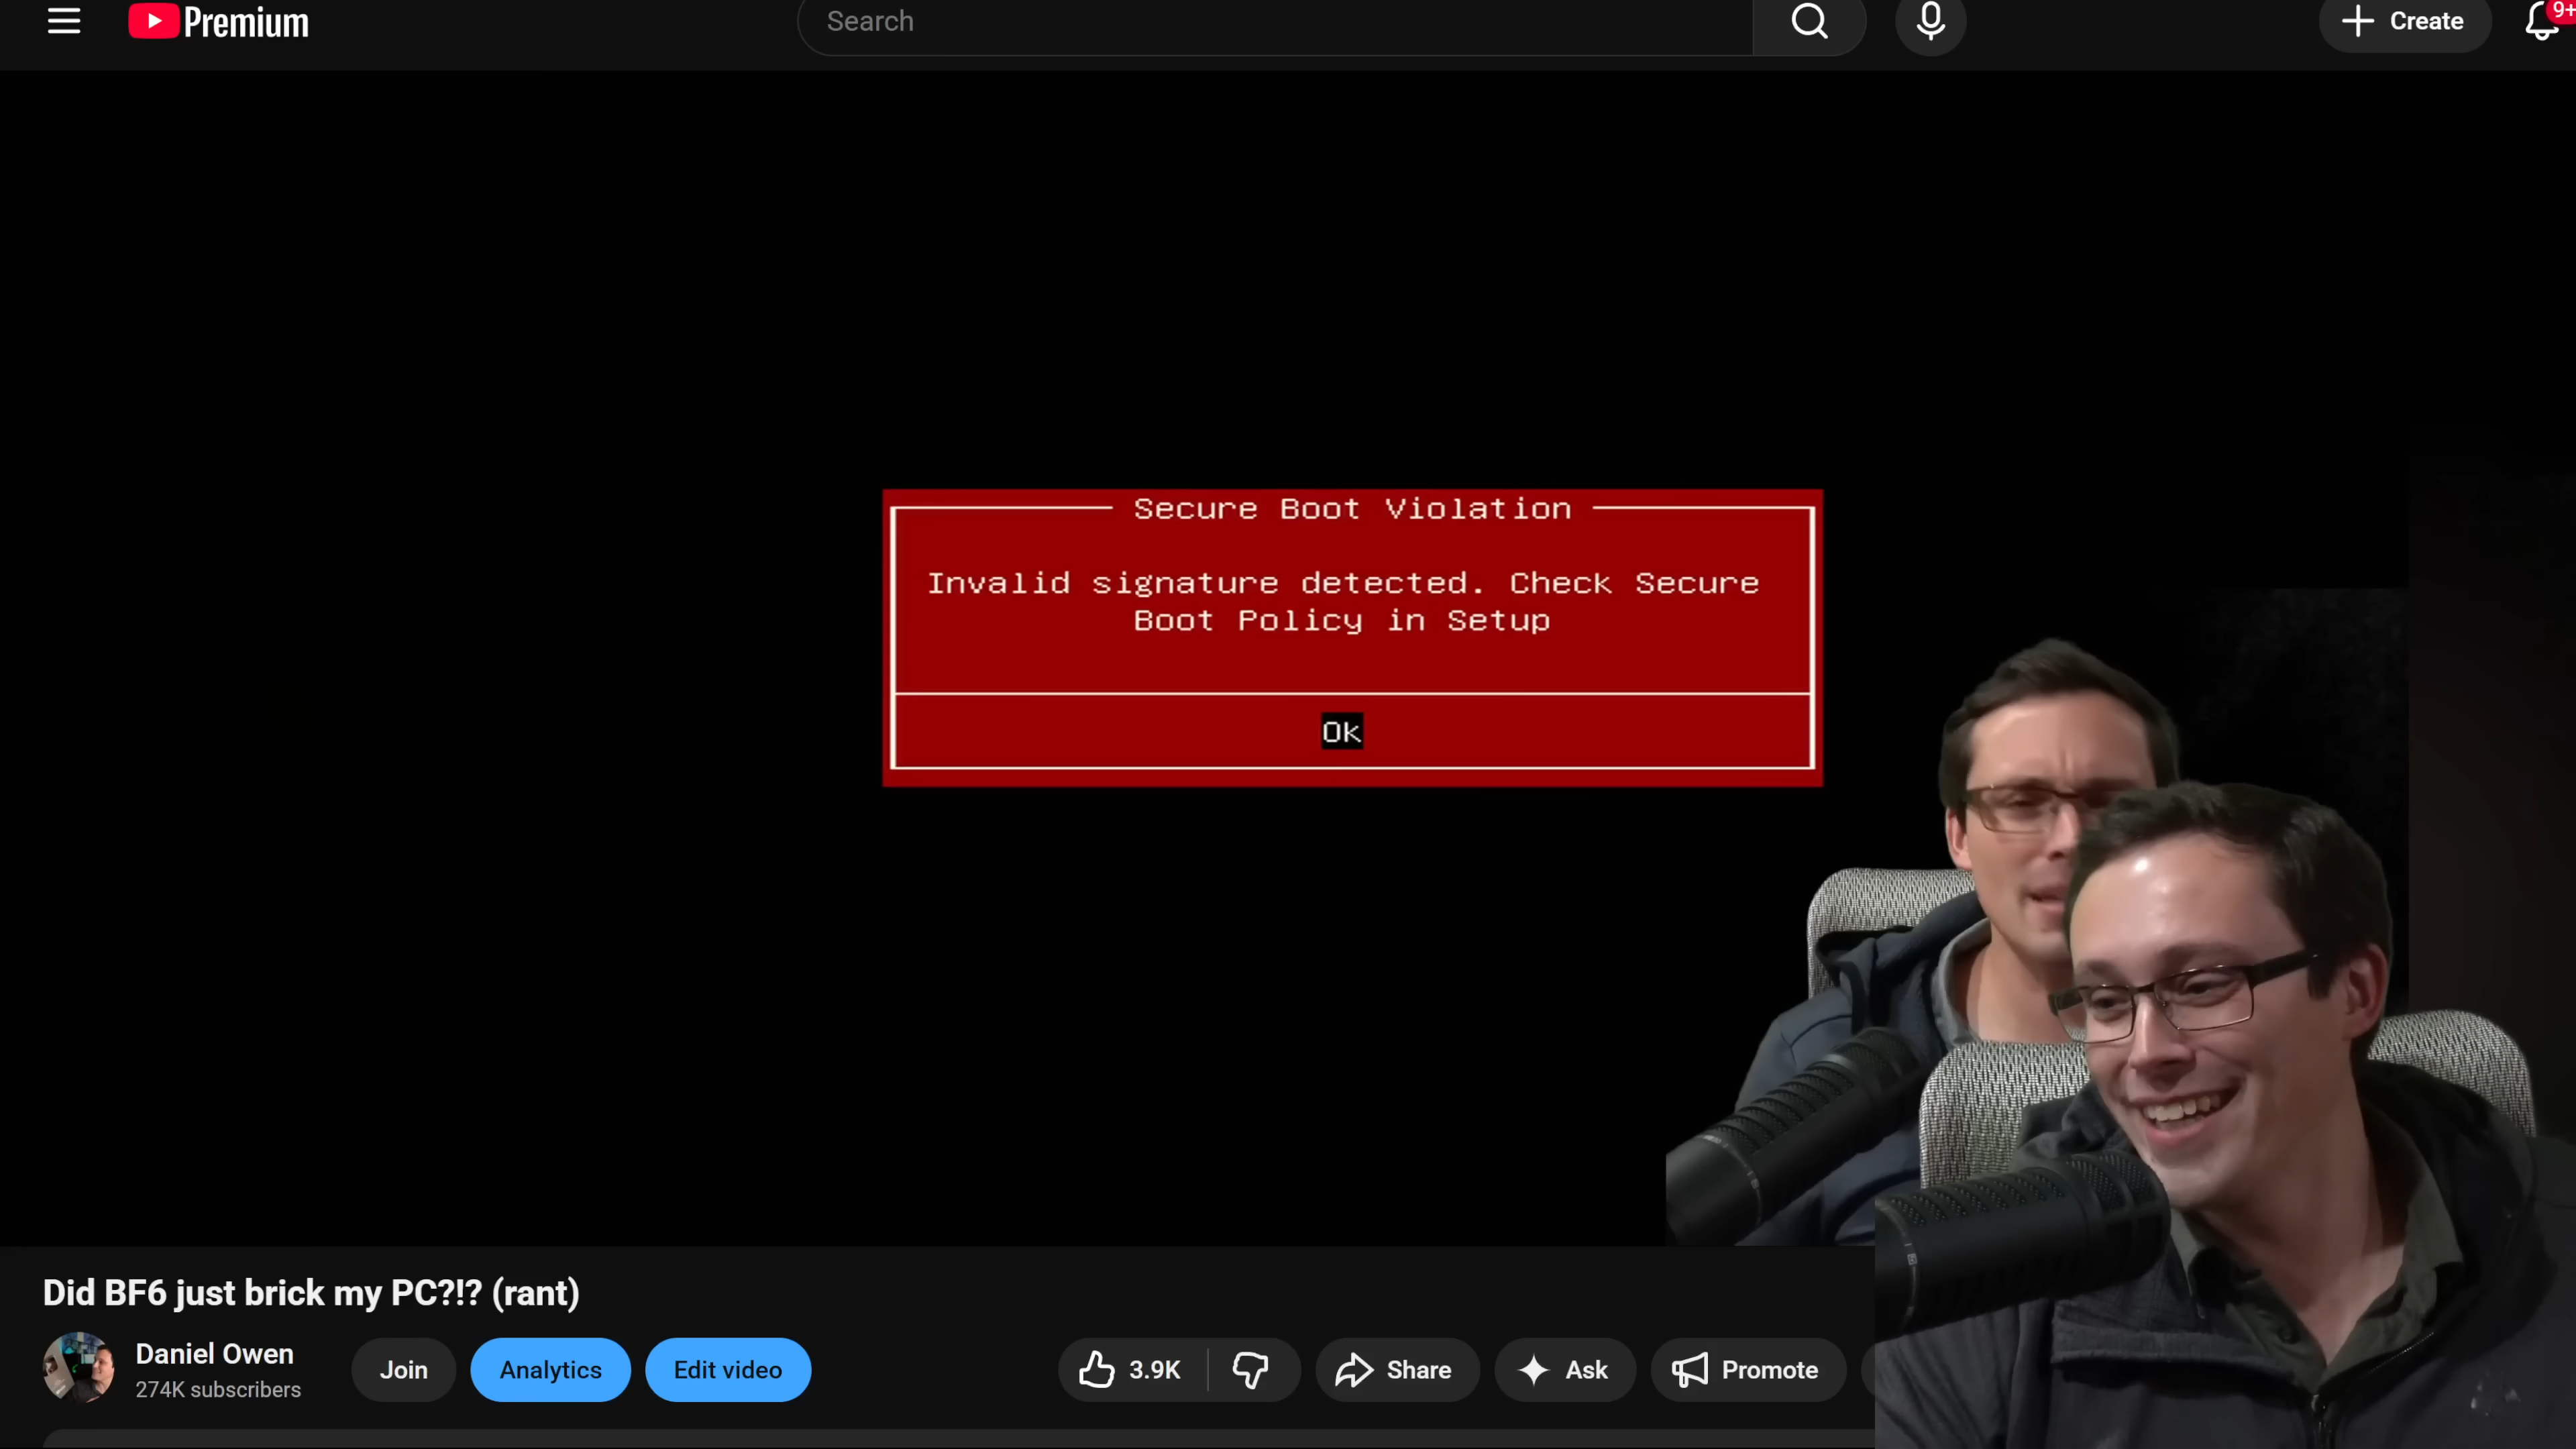 Premium
Search
Create
9+
Secure Boot Violation
Invalid signature detected. Check Secure
Boot Policy in Setup
Ok
Did BF6 just brick my PC?!? (rant)
Daniel Owen
274K subscribers
Join
Analytics
Edit video
3.9K
Share
Ask
Promote